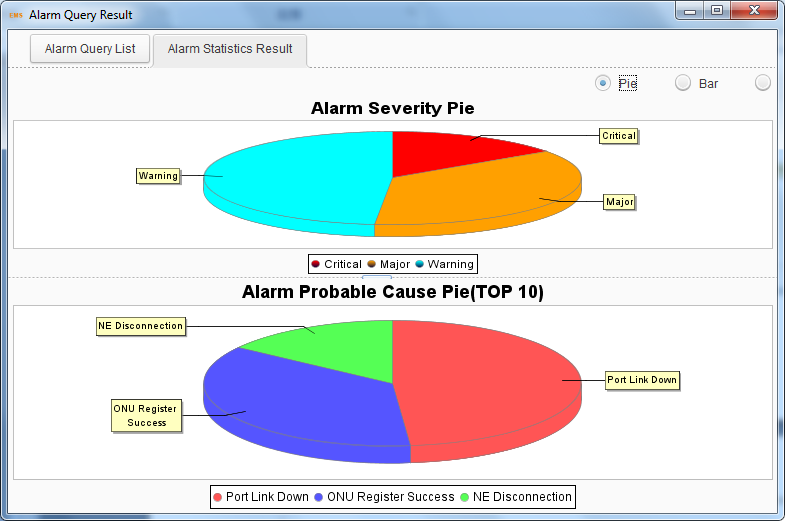 EMS Alarm Query Result
Alarm Query List Alarm Statistics Result
Pie Bar
Alarm Severity Pie
Critical
Warning
Major
Critical Major Warning
Alarm Probable Cause Pie(TOP 10)
NE Disconnection
Port Link Down
ONU Register
Success
Port Link Down ONU Register Success NE Disconnection